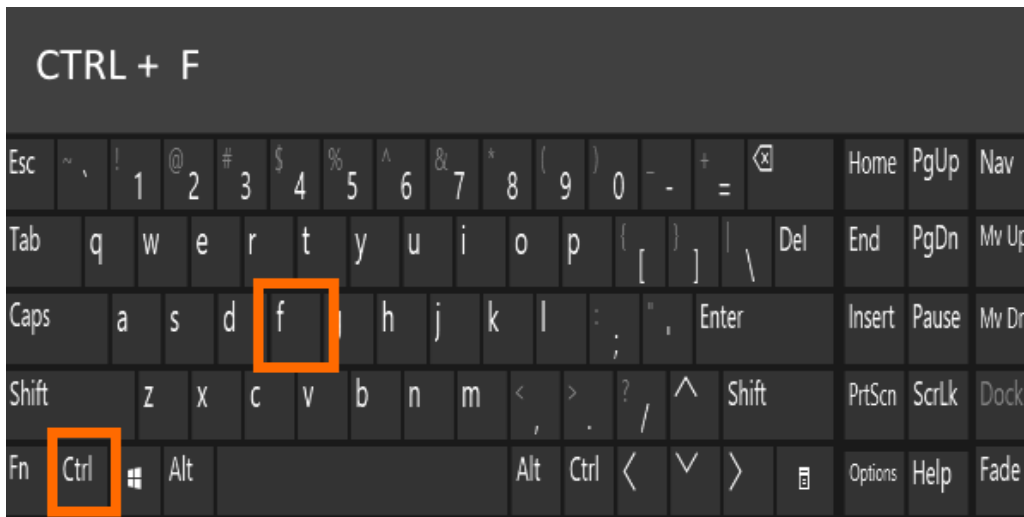 CTRL + F
Esc ~ ` ! 1 @ 2 # 3 $ 4 % 5 ^ 6 & 7 * 8 ( 9 ) 0 _ - + = Home PgUp Nav
Tab q w e r t y u i o p { [ } ] | \ Del End PgDn Mv Up
Caps a s d f h j k l : ; " ' Enter Insert Pause Mv Dn
Shift z x c v b n m < , > . ? / Shift PrtScn ScrLk Dock
Fn Ctrl Alt Alt Ctrl Options Help Fade